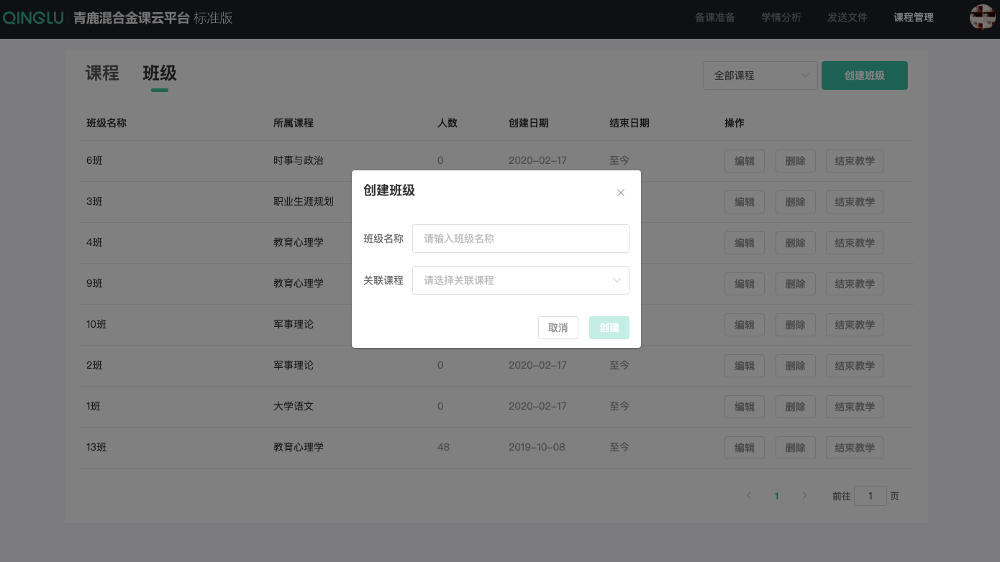 QINGLU 青鹿混合金课云平台 标准版 备课准备 学情分析 发送文件 课程管理
课程 班级 全部课程 创建班级
班级名称 所属课程 人数 创建日期 结束日期 操作
6班 时事与政治 0 2020-02-17 至今 编辑 删除 结束教学
3班 职业生涯规划 编辑 删除 结束教学
4班 教育心理学 编辑 删除 结束教学
9班 教育心理学 编辑 删除 结束教学
10班 军事理论 编辑 删除 结束教学
2班 军事理论 0 2020-02-17 至今 编辑 删除 结束教学
1班 大学语文 0 2020-02-17 至今 编辑 删除 结束教学
13班 教育心理学 48 2019-10-08 至今 编辑 删除 结束教学
1 前往 1 页
创建班级
班级名称 请输入班级名称
关联课程 请选择关联课程
取消 创建